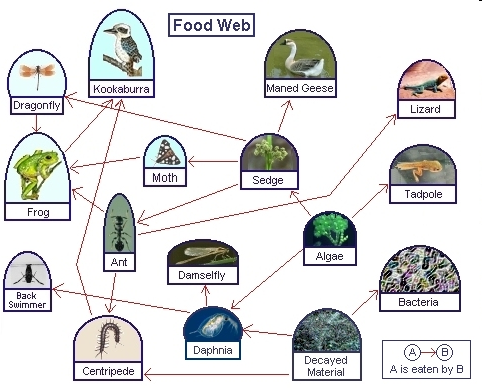 Food Web
Kookaburra
Maned Geese
Dragonfly
Lizard
Moth
Sedge
Tadpole
Frog
Ant
Algae
Damselfly
Back
Swimmer
Bacteria
Daphnia
Centipede
Decayed
Material
A B
A is eaten by B